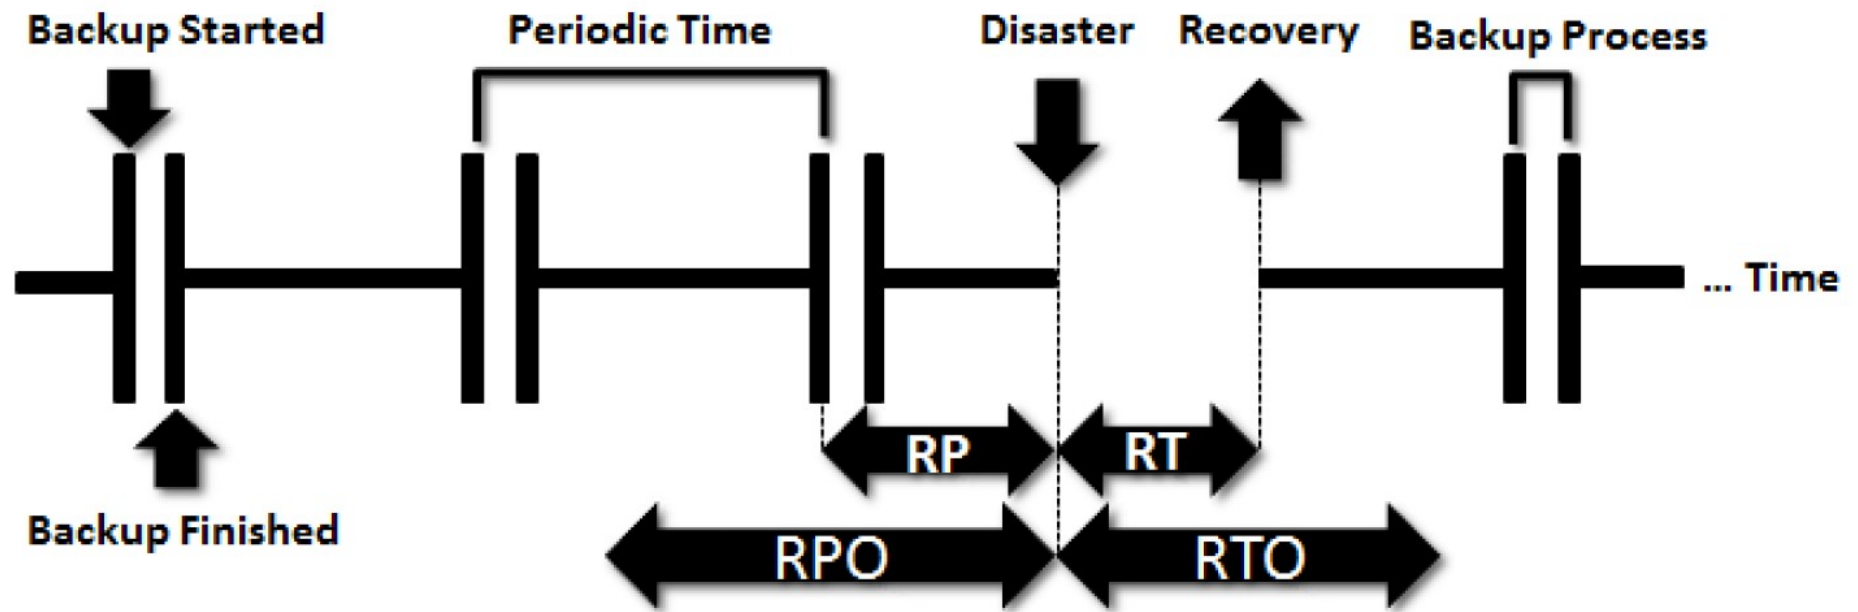 Backup Started
Periodic Time
Disaster
Recovery
Backup Process
... Time
RP
RT
Backup Finished
RPO
RTO